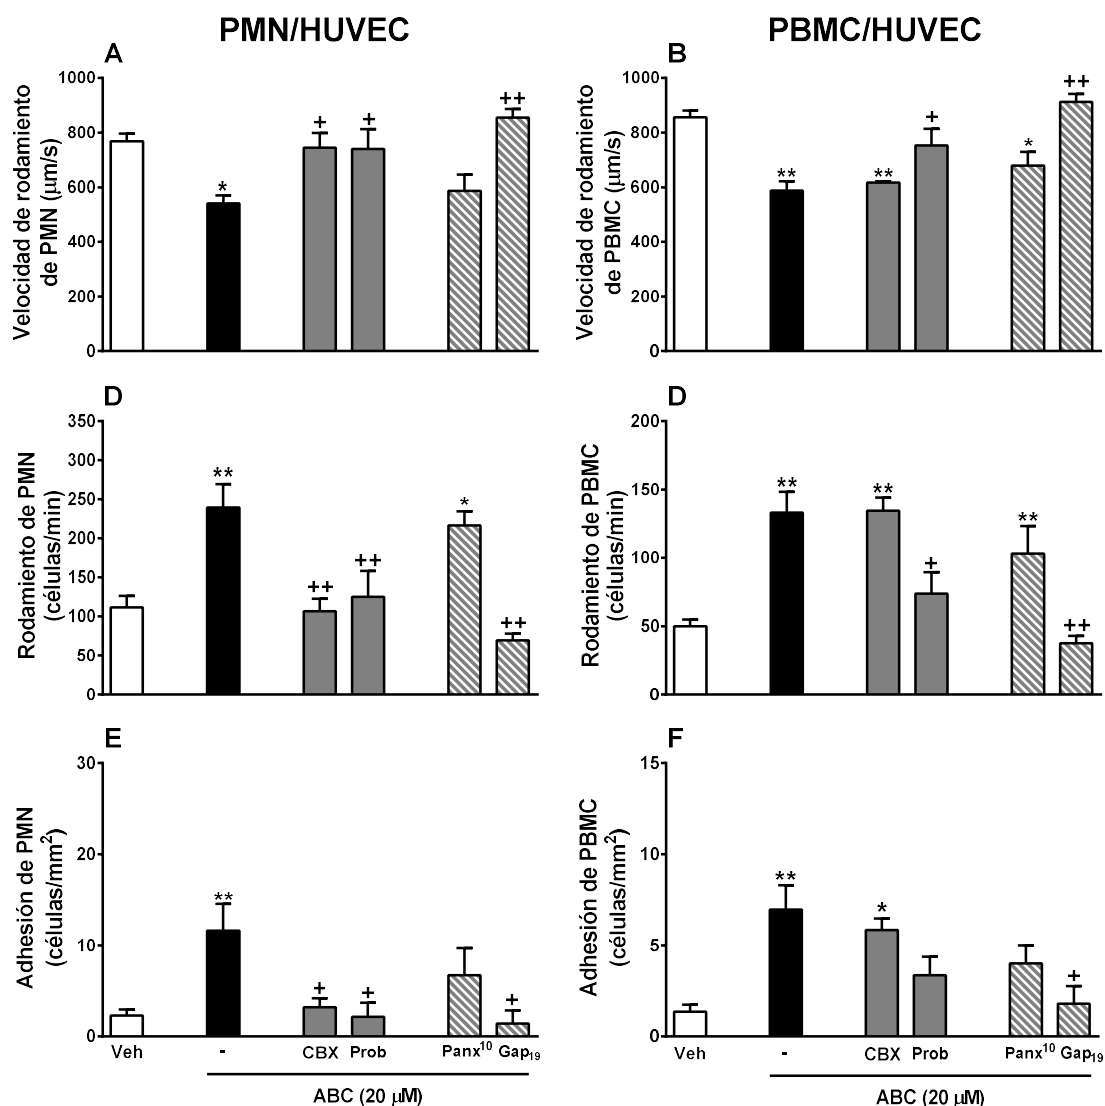 PMN/HUVEC
PBMC/HUVEC
A
Velocidad de rodamiento
de PMN (μm/s)
1000
800
600
400
200
0
*
+
+
++
B
Velocidad de rodamiento
de PBMC (μm/s)
1000
800
600
400
200
0
**
**
+
*
++
D
Rodamiento de PMN
(células/min)
350
300
250
200
150
100
50
0
**
++
++
*
++
D
Rodamiento de PBMC
(células/min)
200
150
100
50
0
**
**
+
**
++
E
Adhesión de PMN
(células/mm²)
30
20
10
0
**
+
+
+
Veh - CBX Prob Panx¹⁰ Gap₁₉
ABC (20 μM)
F
Adhesión de PBMC
(células/mm²)
15
10
5
0
**
*
+
Veh - CBX Prob Panx¹⁰ Gap₁₉
ABC (20 μM)